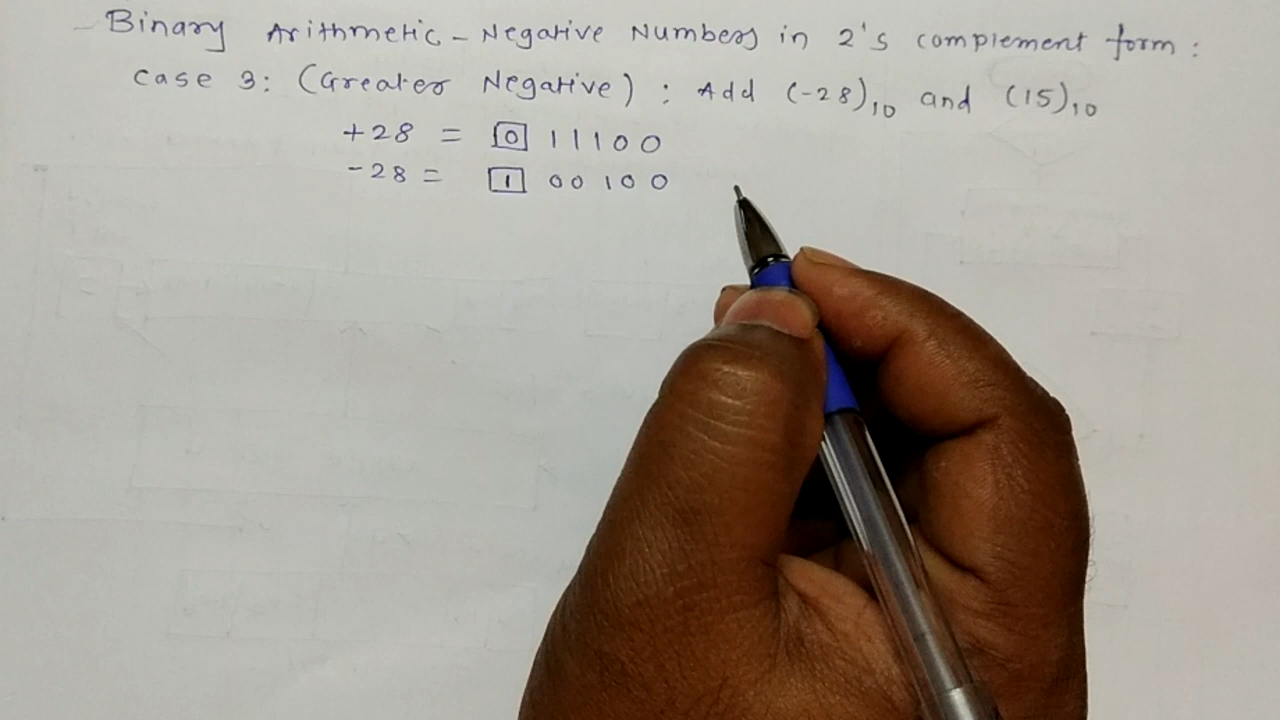 Binary Arithmetic - Negative Numbers in 2's complement form :
Case 3: (Greater Negative) : Add (-28)10 and (15)10
+28 = 0 11100
-28 = 1 00100